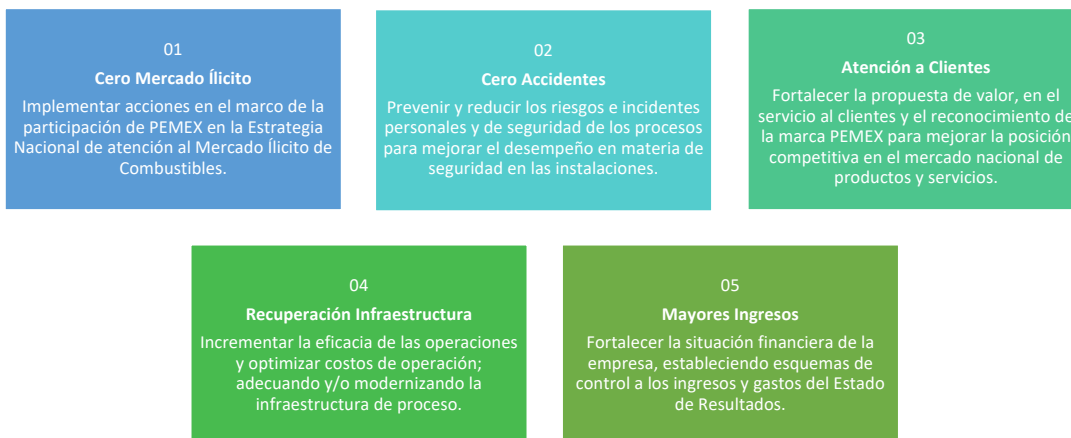 01
Cero Mercado Ílicito
Implementar acciones en el marco de la
participación de PEMEX en la Estrategia
Nacional de atención al Mercado Ílicito de
Combustibles.
02
Cero Accidentes
Prevenir y reducir los riesgos e incidentes
personales y de seguridad de los procesos
para mejorar el desempeño en materia de
seguridad en las instalaciones.
03
Atención a Clientes
Fortalecer la propuesta de valor, en el
servicio al clientes y el reconocimiento de
la marca PEMEX para mejorar la posición
competitiva en el mercado nacional de
productos y servicios.
04
Recuperación Infraestructura
Incrementar la eficacia de las operaciones
y optimizar costos de operación;
adecuando y/o modernizando la
infraestructura de proceso.
05
Mayores Ingresos
Fortalecer la situación financiera de la
empresa, estableciendo esquemas de
control a los ingresos y gastos del Estado
de Resultados.